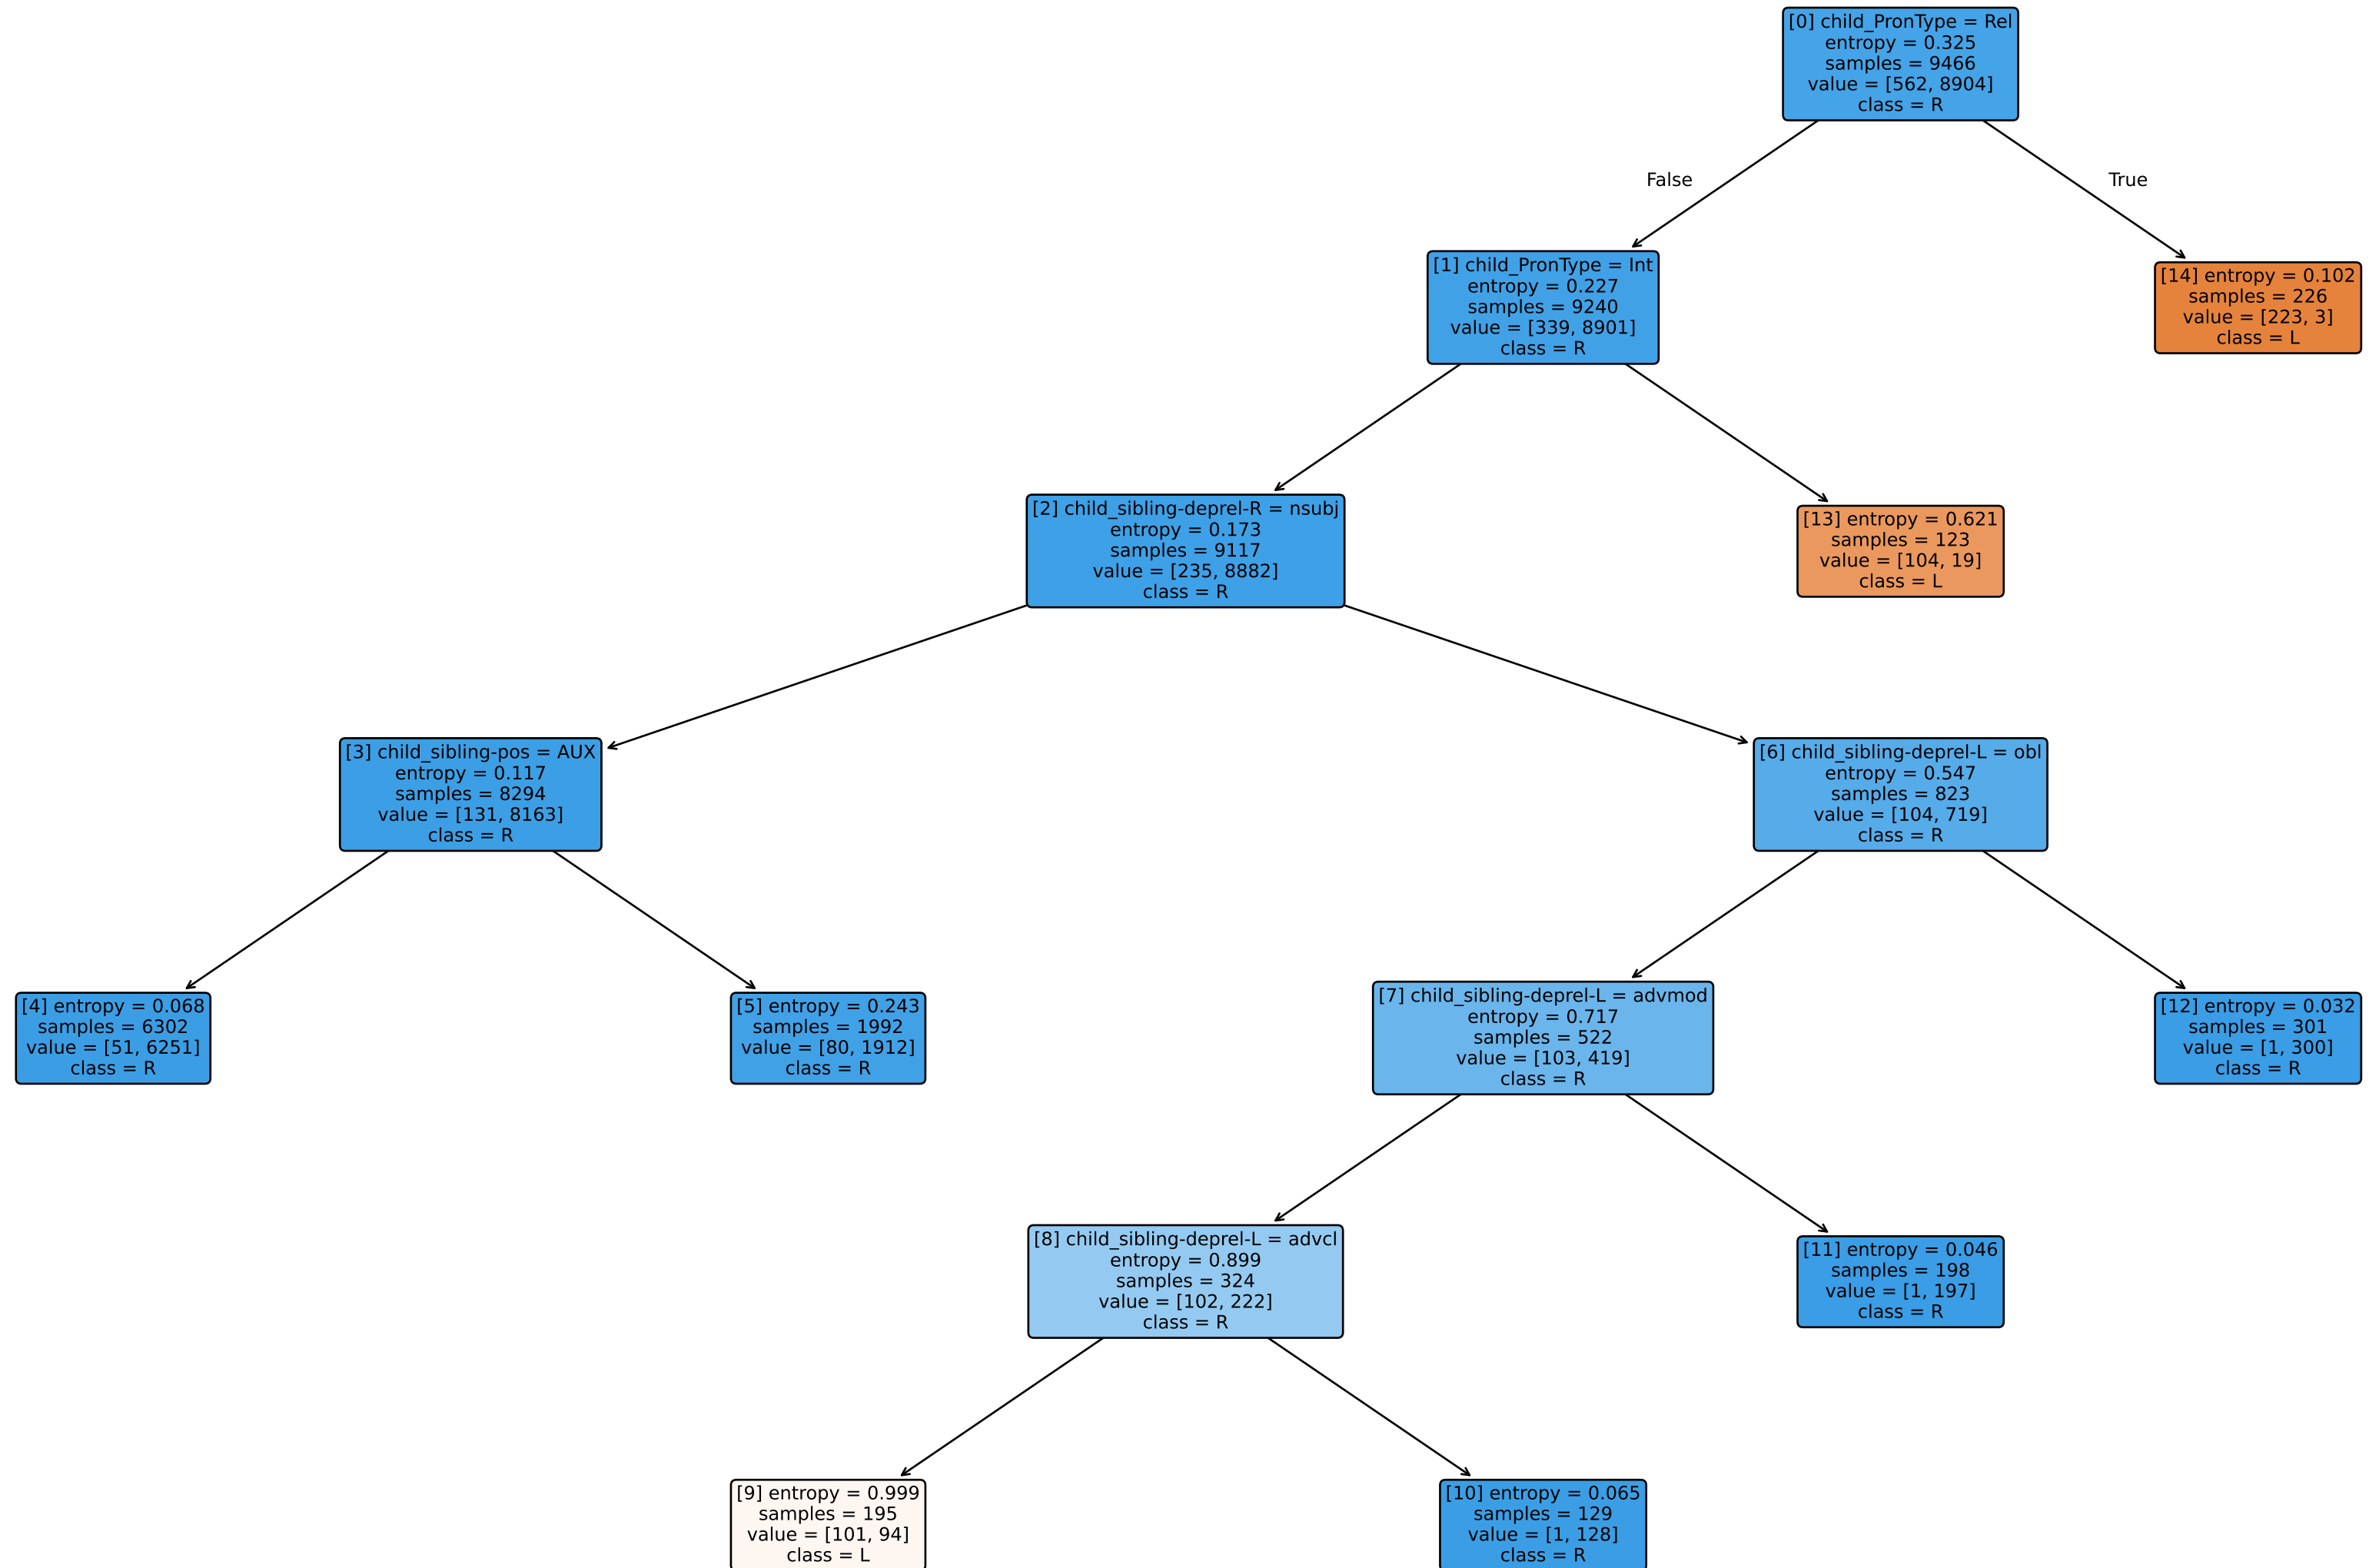 [0] child_PronType = Rel
entropy = 0.325
samples = 9466
value = [562, 8904]
class = R
False
True
[1] child_PronType = Int
entropy = 0.227
samples = 9240
value = [339, 8901]
class = R
[14] entropy = 0.102
samples = 226
value = [223, 3]
class = L
[2] child_sibling-deprel-R = nsubj
entropy = 0.173
samples = 9117
value = [235, 8882]
class = R
[13] entropy = 0.621
samples = 123
value = [104, 19]
class = L
[3] child_sibling-pos = AUX
entropy = 0.117
samples = 8294
value = [131, 8163]
class = R
[6] child_sibling-deprel-L = obl
entropy = 0.547
samples = 823
value = [104, 719]
class = R
[4] entropy = 0.068
samples = 6302
value = [51, 6251]
class = R
[5] entropy = 0.243
samples = 1992
value = [80, 1912]
class = R
[7] child_sibling-deprel-L = advmod
entropy = 0.717
samples = 522
value = [103, 419]
class = R
[12] entropy = 0.032
samples = 301
value = [1, 300]
class = R
[8] child_sibling-deprel-L = advcl
entropy = 0.899
samples = 324
value = [102, 222]
class = R
[11] entropy = 0.046
samples = 198
value = [1, 197]
class = R
[9] entropy = 0.999
samples = 195
value = [101, 94]
class = L
[10] entropy = 0.065
samples = 129
value = [1, 128]
class = R